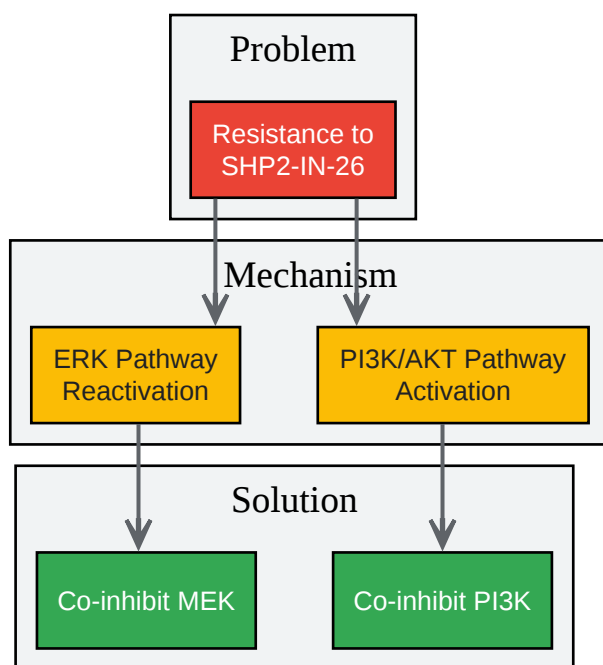 Problem
Resistance to
SHP2-IN-26
Mechanism
ERK Pathway
Reactivation
PI3K/AKT Pathway
Activation
Solution
Co-inhibit MEK
Co-inhibit PI3K